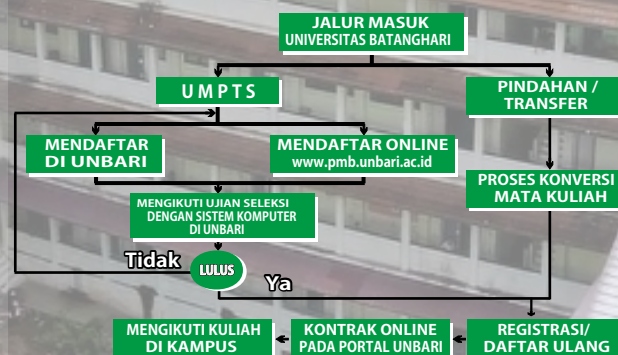 JALUR MASUK
UNIVERSITAS BATANGHARI
UMPTS
PINDAHAN /
TRANSFER
MENDAFTAR
DI UNBARI
MENDAFTAR ONLINE
www.pmb.unbari.ac.id
PROSES KONVERSI
MATA KULIAH
MENGIKUTI UJIAN SELEKSI
DENGAN SISTEM KOMPUTER
DI UNBARI
Tidak
LULUS
Ya
MENGIKUTI KULIAH
DI KAMPUS
KONTRAK ONLINE
PADA PORTAL UNBARI
REGISTRASI/
DAFTAR ULANG